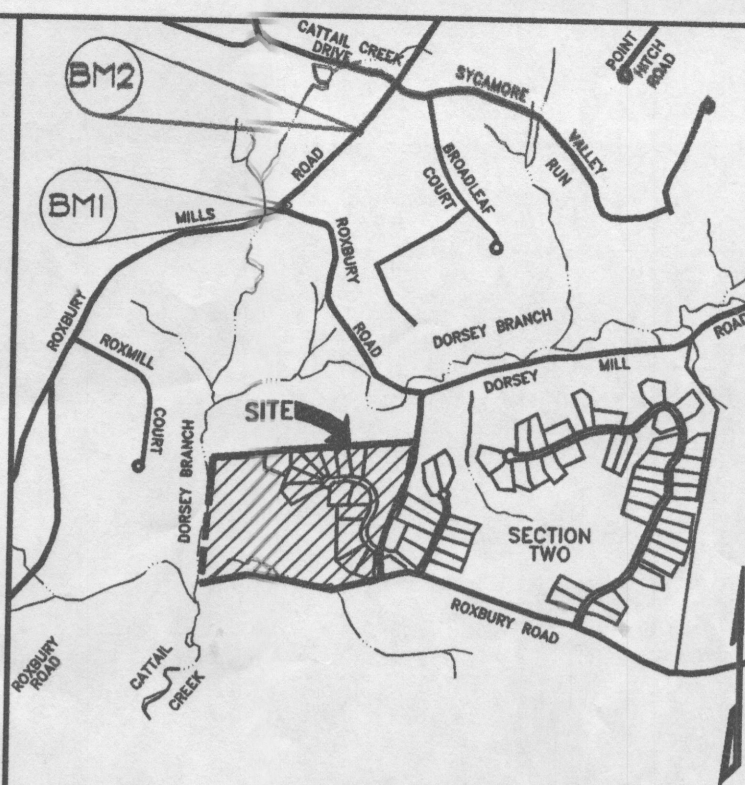 CATTAIL CREEK
DRIVE
BM2
SYCAMORE
VALLEY
RUN
POINT
HITCH
ROAD
ROAD
BROADLEAF
COURT
BM1
MILLS
ROXBURY
ROXBURY
ROAD
ROXMILL
COURT
DORSEY BRANCH
DORSEY
MILL
ROAD
SITE
DORSEY BRANCH
SECTION
TWO
ROXBURY ROAD
ROXBURY
ROAD
CATTAIL
CREEK